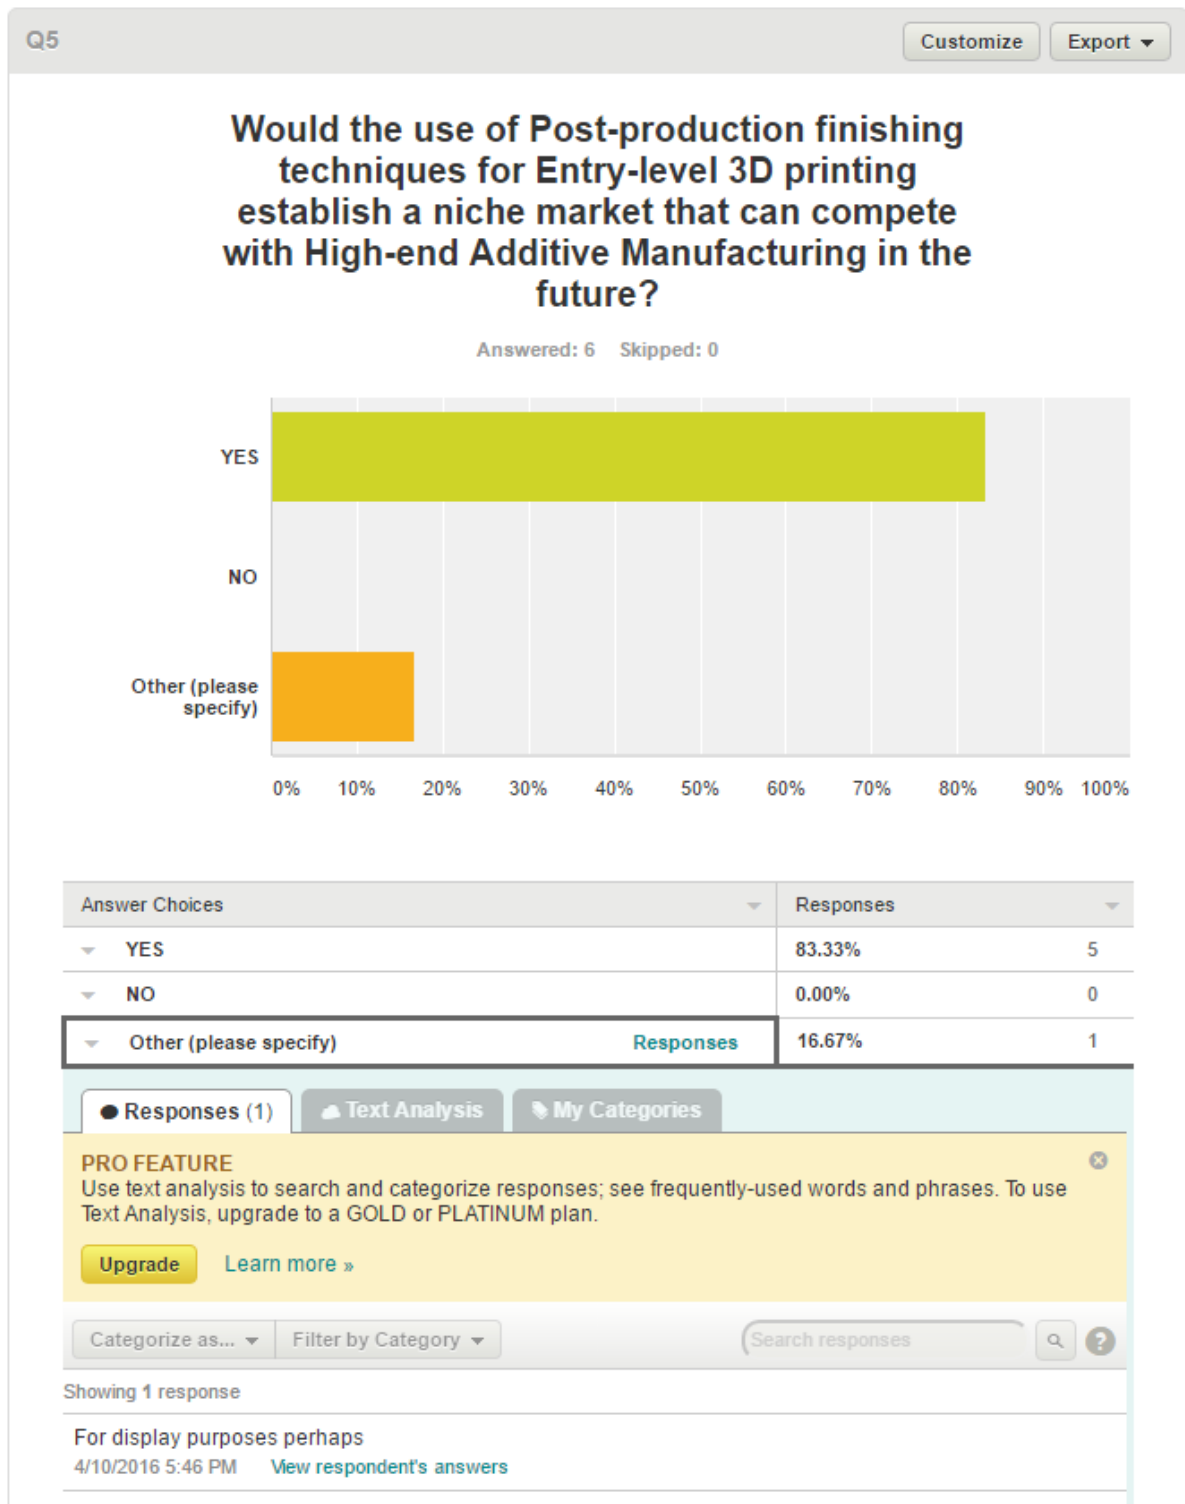 Q5
Customize
Export
Would the use of Post-production finishing
techniques for Entry-level 3D printing
establish a niche market that can compete
with High-end Additive Manufacturing in the
future?
Answered: 6 Skipped: 0
YES
NO
Other (please
specify)
0% 10% 20% 30% 40% 50% 60% 70% 80% 90% 100%
Answer Choices Responses
YES 83.33% 5
NO 0.00% 0
Other (please specify) Responses 16.67% 1
Responses (1) Text Analysis My Categories
PRO FEATURE
Use text analysis to search and categorize responses; see frequently-used words and phrases. To use
Text Analysis, upgrade to a GOLD or PLATINUM plan.
Upgrade Learn more »
Categorize as... Filter by Category Search responses ?
Showing 1 response
For display purposes perhaps
4/10/2016 5:46 PM View respondent's answers